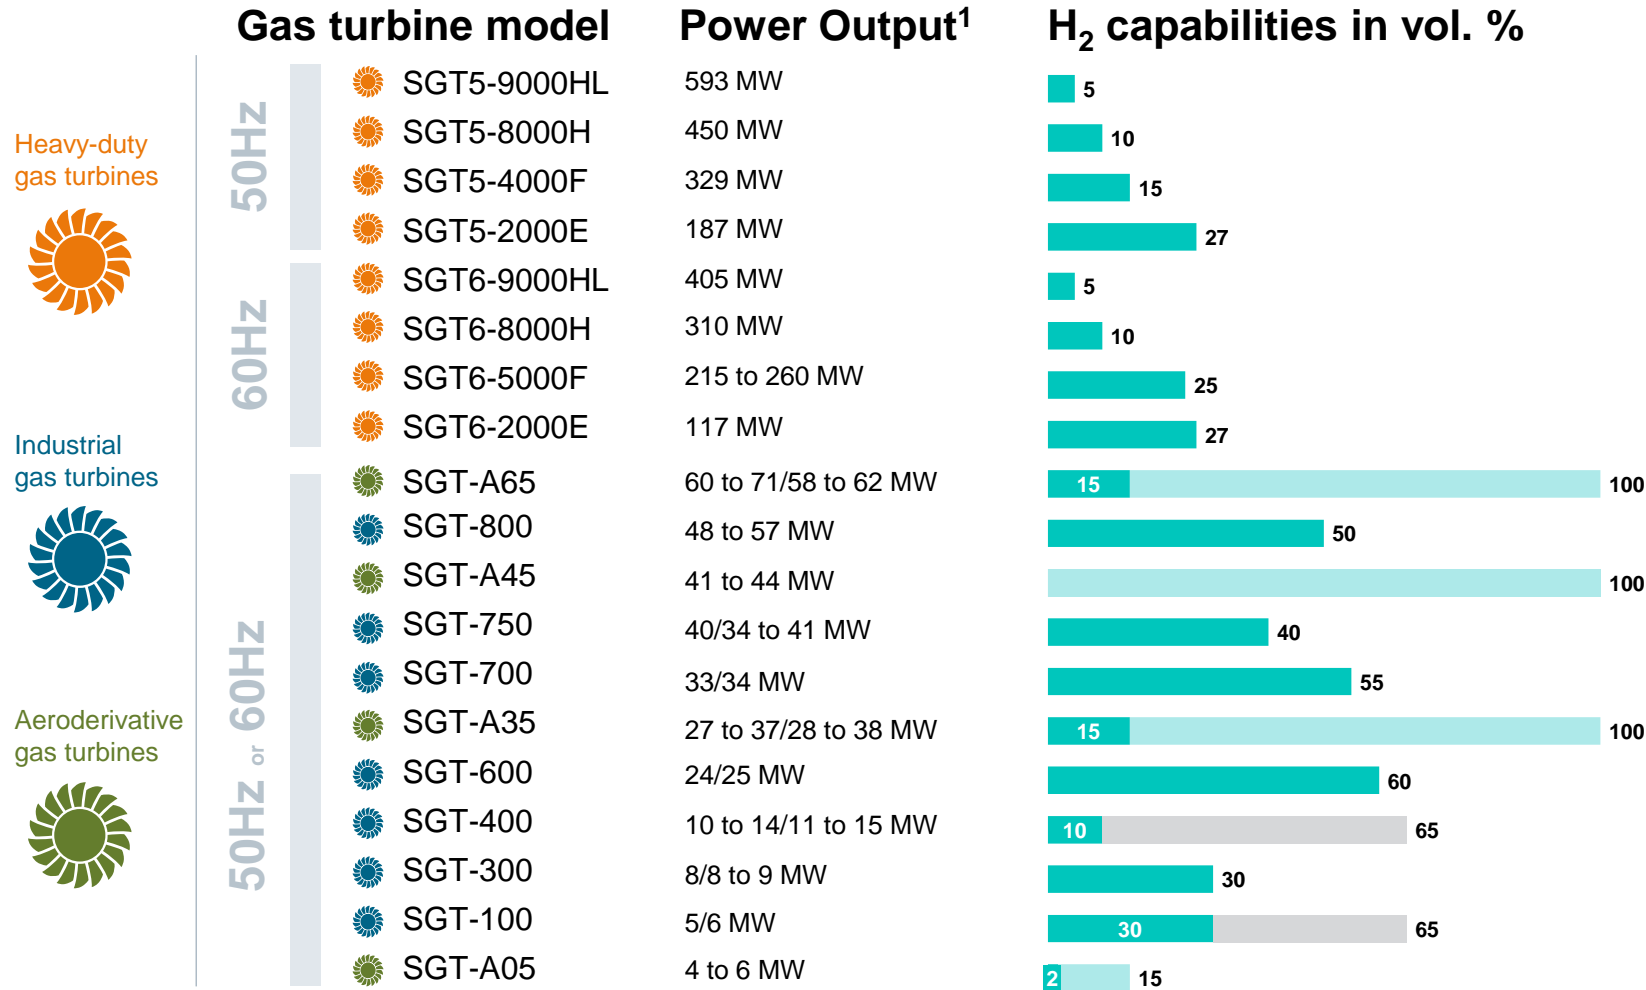 Gas turbine model Power Output¹ H₂ capabilities in vol. %
Heavy-duty
gas turbines
Industrial
gas turbines
Aeroderivative
gas turbines
50Hz
SGT5-9000HL 593 MW 5
SGT5-8000H 450 MW 10
SGT5-4000F 329 MW 15
SGT5-2000E 187 MW 27
60Hz
SGT6-9000HL 405 MW 5
SGT6-8000H 310 MW 10
SGT6-5000F 215 to 260 MW 25
SGT6-2000E 117 MW 27
50Hz or 60Hz
SGT-A65 60 to 71/58 to 62 MW 15 100
SGT-800 48 to 57 MW 50
SGT-A45 41 to 44 MW 100
SGT-750 40/34 to 41 MW 40
SGT-700 33/34 MW 55
SGT-A35 27 to 37/28 to 38 MW 15 100
SGT-600 24/25 MW 60
SGT-400 10 to 14/11 to 15 MW 10 65
SGT-300 8/8 to 9 MW 30
SGT-100 5/6 MW 30 65
SGT-A05 4 to 6 MW 2 15